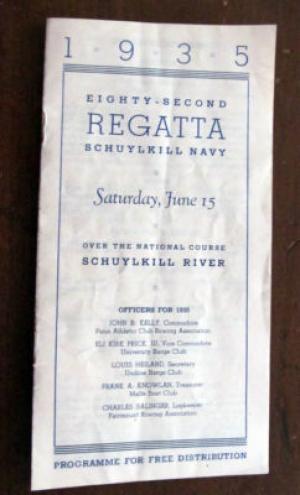 1 · 9 · 3 · 5
EIGHTY-SECOND
REGATTA
SCHUYLKILL NAVY
Saturday, June 15
OVER THE NATIONAL COURSE
SCHUYLKILL RIVER
OFFICERS FOR 1935
JOHN B. KELLY, Commodore
Penn Athletic Club Rowing Association
ELI KIRK PRICE, III, Vice Commodore
University Barge Club
LOUIS HEILAND, Secretary
Undine Barge Club
FRANK A. KNOWLAN, Treasurer
Malta Boat Club
CHARLES SALINGER, Logkeeper
Fairmount Rowing Association
PROGRAMME FOR FREE DISTRIBUTION